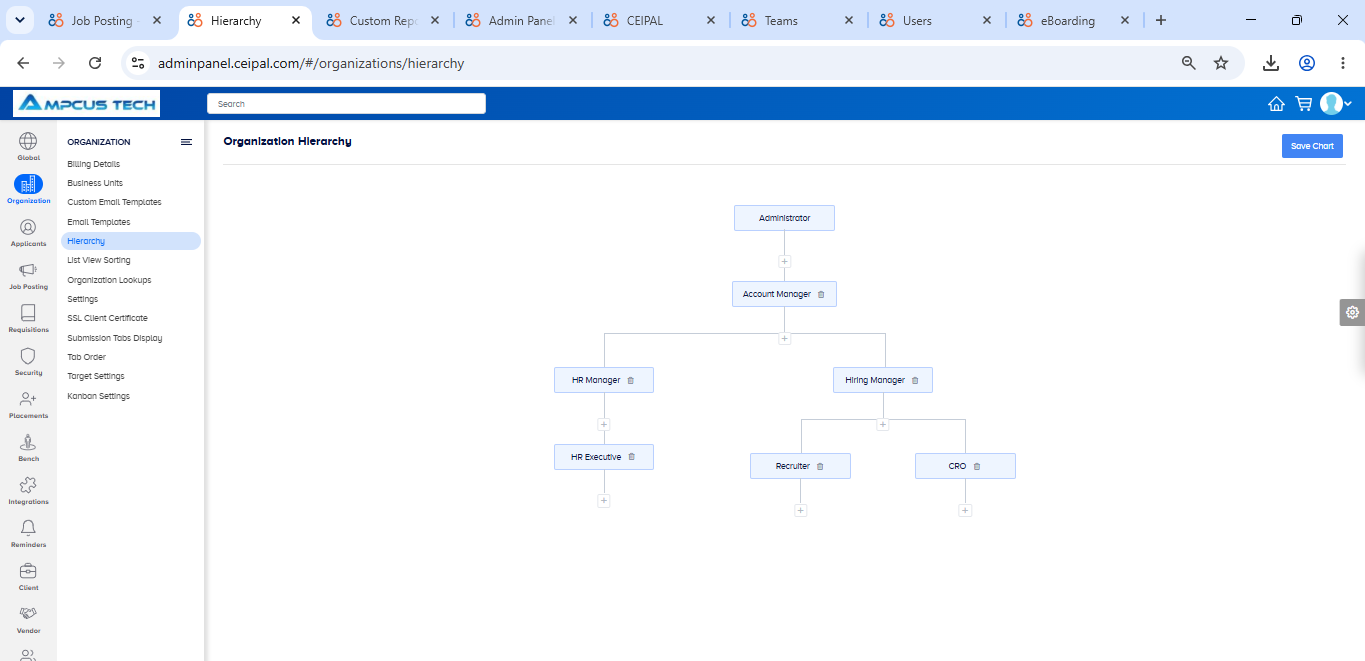 Job Posting
Hierarchy
Custom Repo
Admin Panel
CEIPAL
Teams
Users
eBoarding
adminpanel.ceipal.com/#/organizations/hierarchy
AMPCUS TECH
Search
Global
Organization
Applicants
Job Posting
Requisitions
Security
Placements
Bench
Integrations
Reminders
Client
Vendor
ORGANIZATION
Billing Details
Business Units
Custom Email Templates
Email Templates
Hierarchy
List View Sorting
Organization Lookups
Settings
SSL Client Certificate
Submission Tabs Display
Tab Order
Target Settings
Kanban Settings
Organization Hierarchy
Save Chart
Administrator
Account Manager
HR Manager
Hiring Manager
HR Executive
Recruiter
CRO